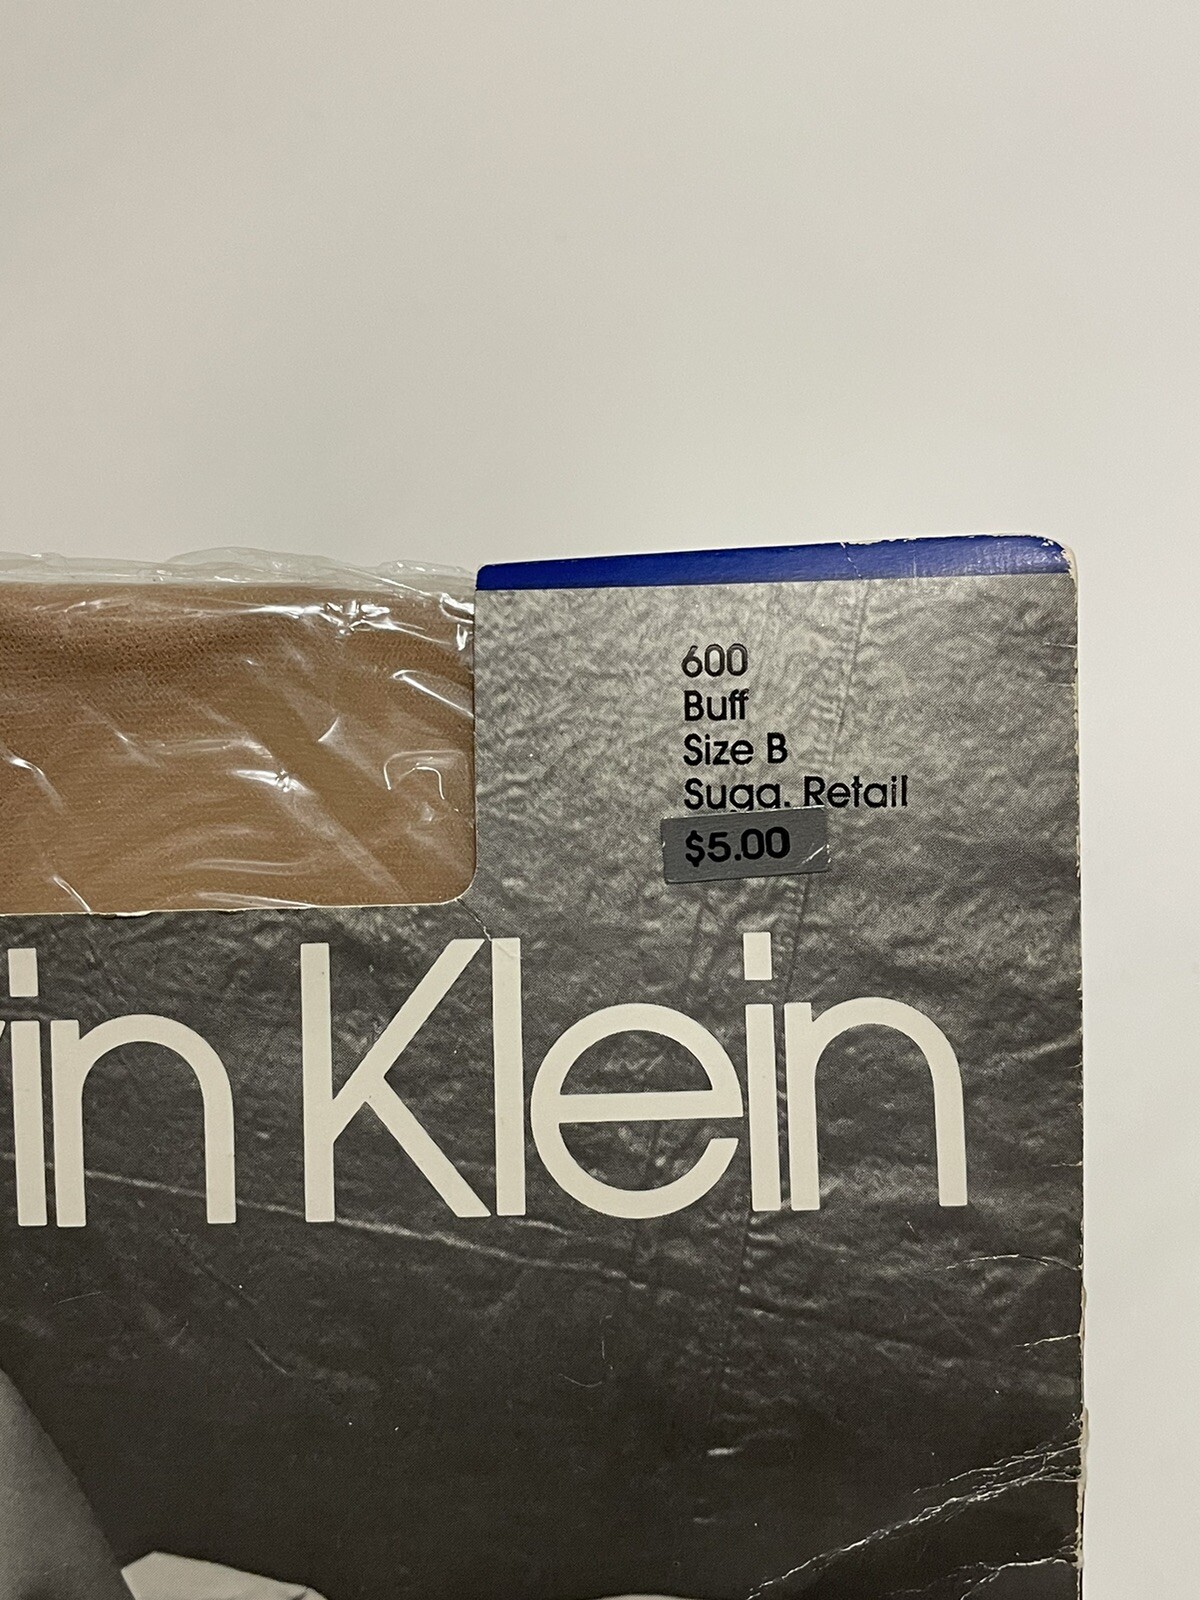 600
Buff
Size B
Sugg. Retail
$5.00
vin Klein